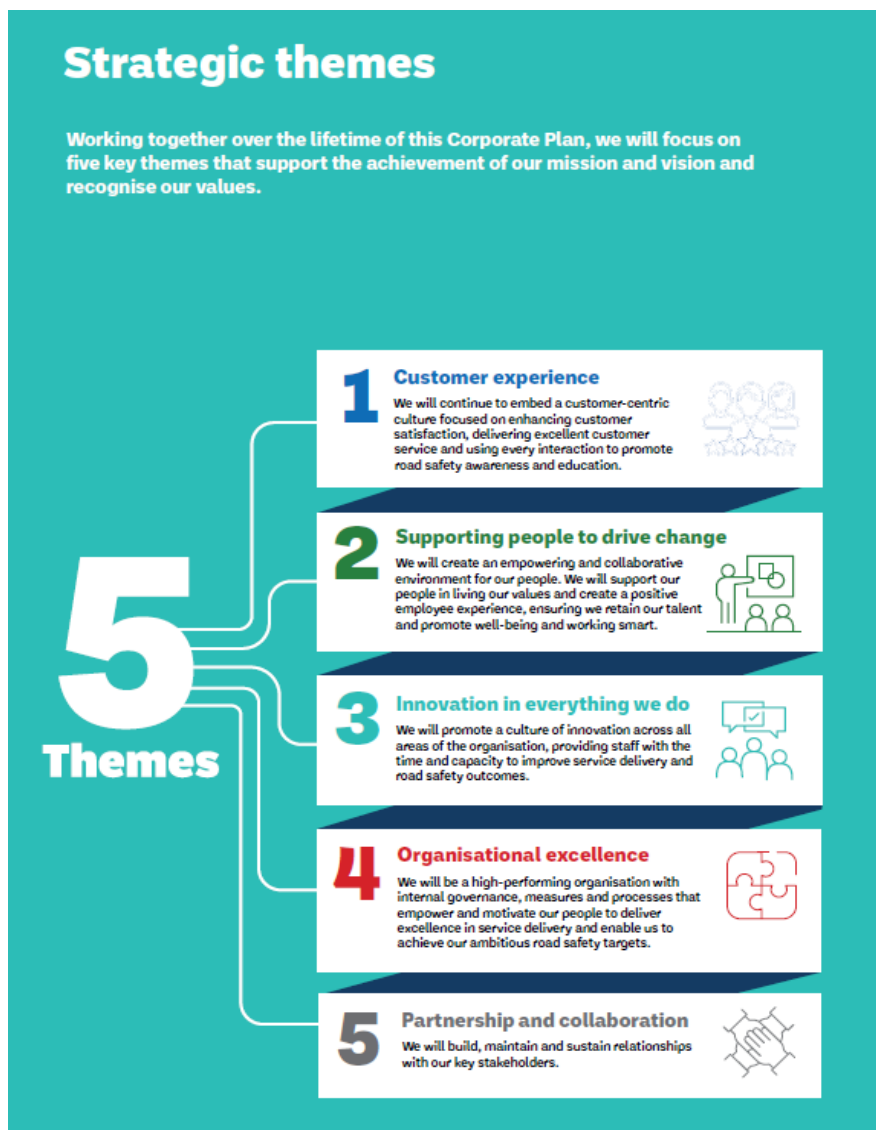 Strategic themes
Working together over the lifetime of this Corporate Plan, we will focus on
five key themes that support the achievement of our mission and vision and
recognise our values.
5
Themes
1
Customer experience
We will continue to embed a customer-centric
culture focused on enhancing customer
satisfaction, delivering excellent customer
service and using every interaction to promote
road safety awareness and education.
2
Supporting people to drive change
We will create an empowering and collaborative
environment for our people. We will support our
people in living our values and create a positive
employee experience, ensuring we retain our talent
and promote well-being and working smart.
3
Innovation in everything we do
We will promote a culture of innovation across all
areas of the organisation, providing staff with the
time and capacity to improve service delivery and
road safety outcomes.
4
Organisational excellence
We will be a high-performing organisation with
internal governance, measures and processes that
empower and motivate our people to deliver
excellence in service delivery and enable us to
achieve our ambitious road safety targets.
5
Partnership and collaboration
We will build, maintain and sustain relationships
with our key stakeholders.